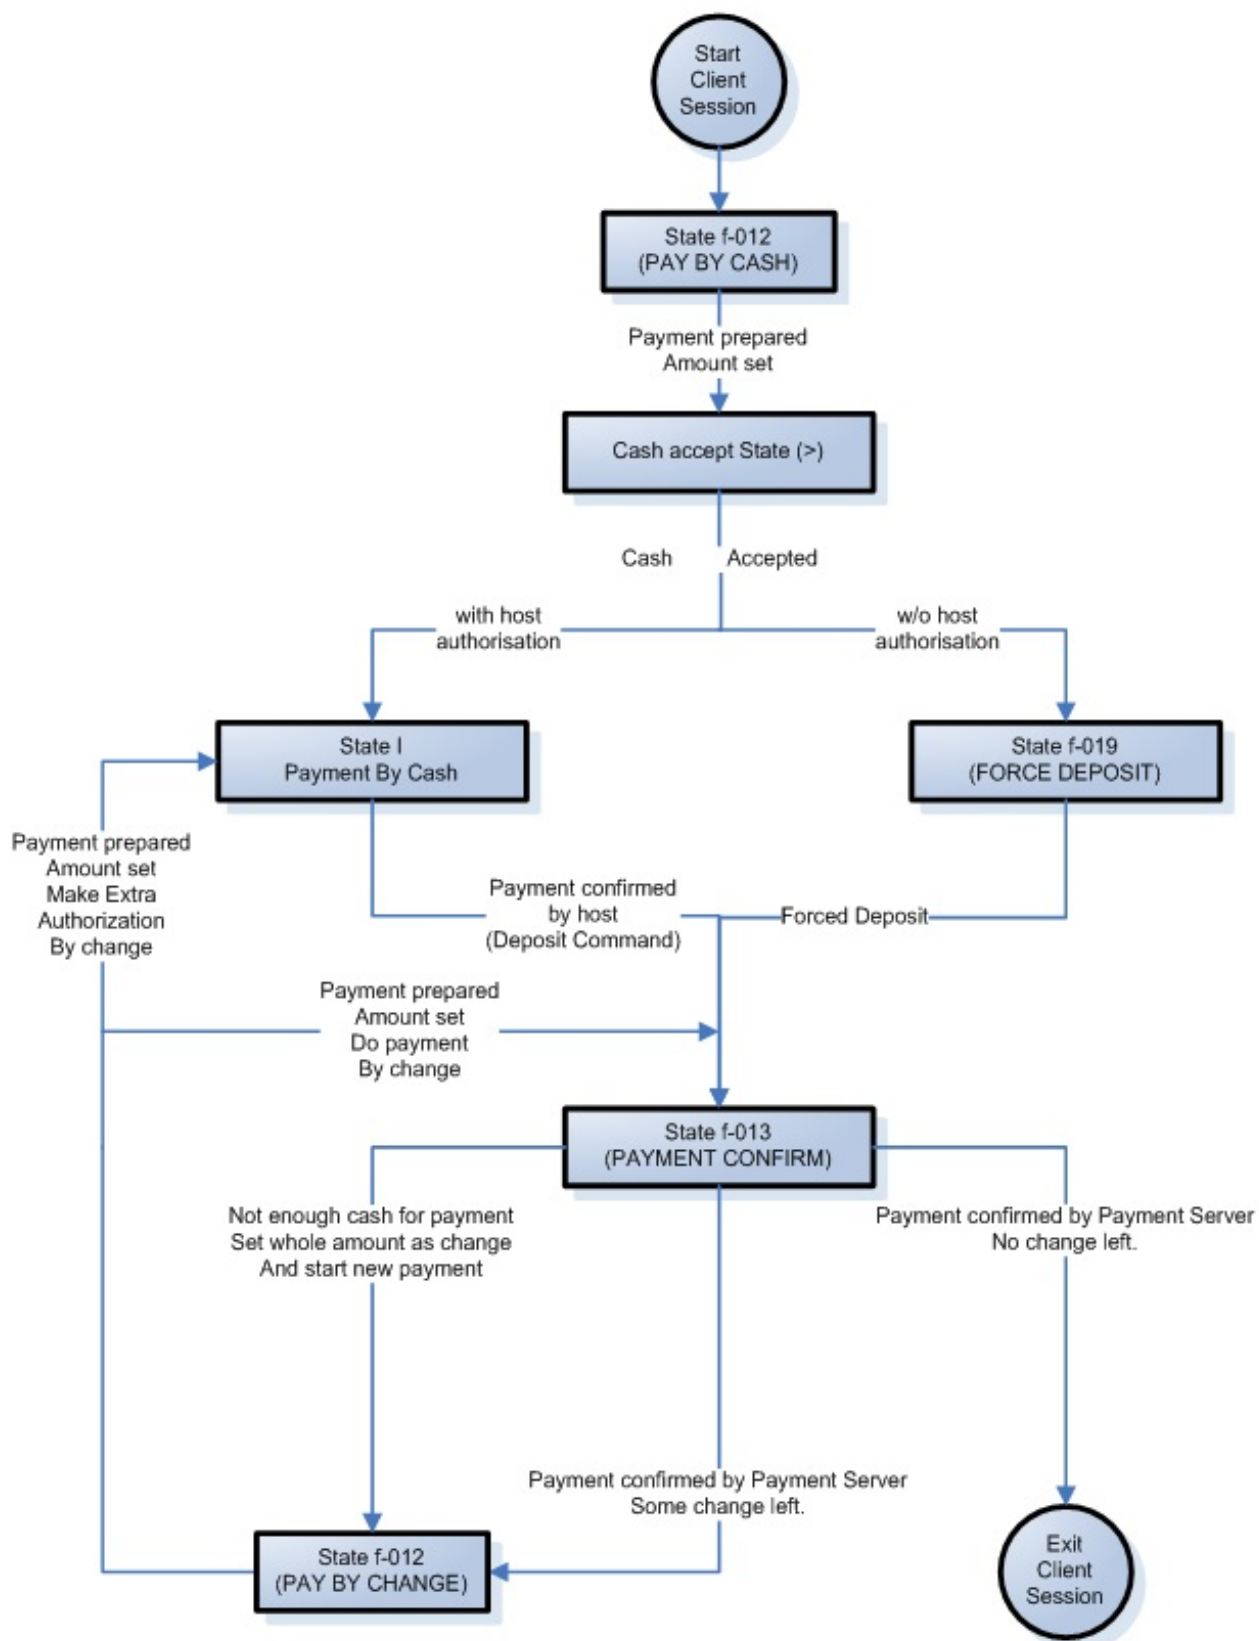 Start
Client
Session
State f-012
(PAY BY CASH)
Payment prepared
Amount set
Cash accept State (>)
Cash Accepted
with host
authorisation
w/o host
authorisation
State I
Payment By Cash
State f-019
(FORCE DEPOSIT)
Payment prepared
Amount set
Make Extra
Authorization
By change
Payment confirmed
by host
(Deposit Command)
Forced Deposit
Payment prepared
Amount set
Do payment
By change
State f-013
(PAYMENT CONFIRM)
Not enough cash for payment
Set whole amount as change
And start new payment
Payment confirmed by Payment Server
No change left.
Payment confirmed by Payment Server
Some change left.
State f-012
(PAY BY CHANGE)
Exit
Client
Session